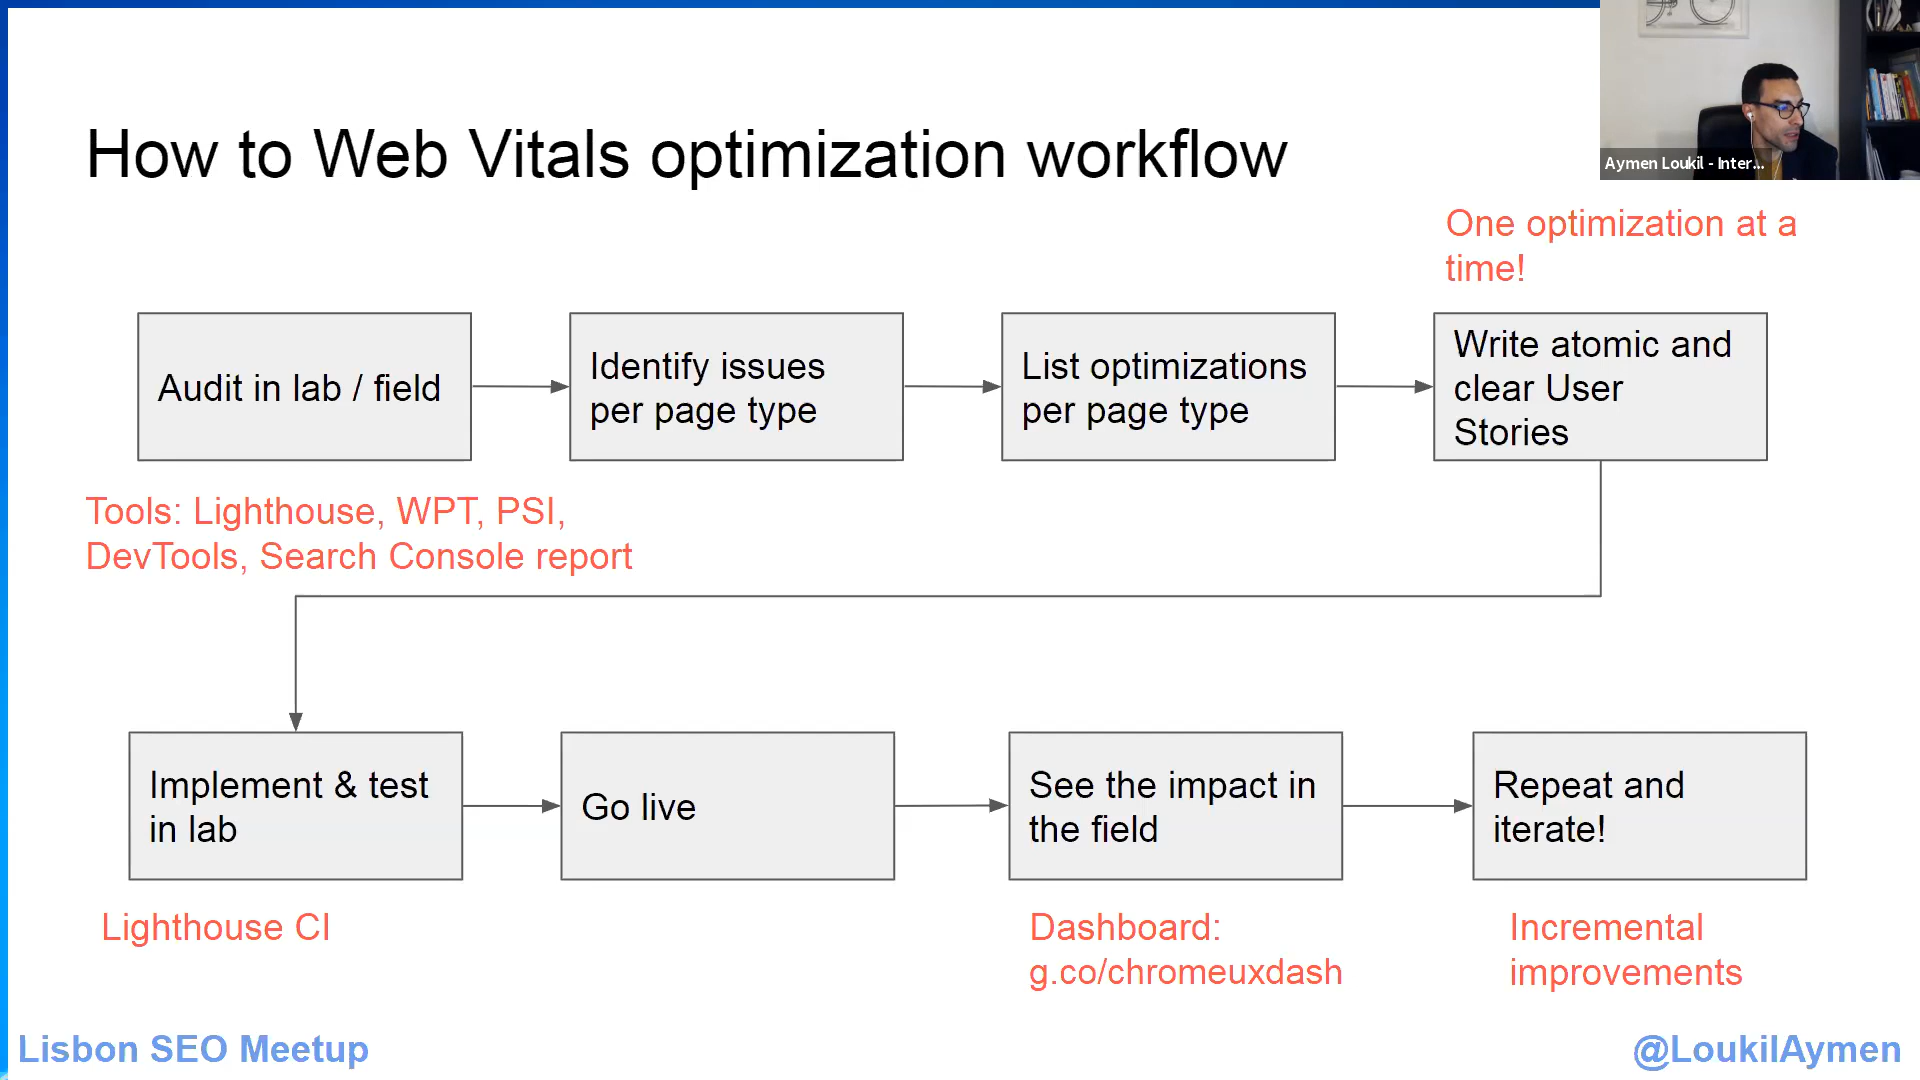 How to Web Vitals optimization workflow
Aymen Loukil - Inter...
One optimization at a
time!
Audit in lab / field
Identify issues
per page type
List optimizations
per page type
Write atomic and
clear User
Stories
Tools: Lighthouse, WPT, PSI,
DevTools, Search Console report
Implement & test
in lab
Go live
See the impact in
the field
Repeat and
iterate!
Lighthouse CI
Dashboard:
g.co/chromeuxdash
Incremental
improvements
Lisbon SEO Meetup
@LoukilAymen